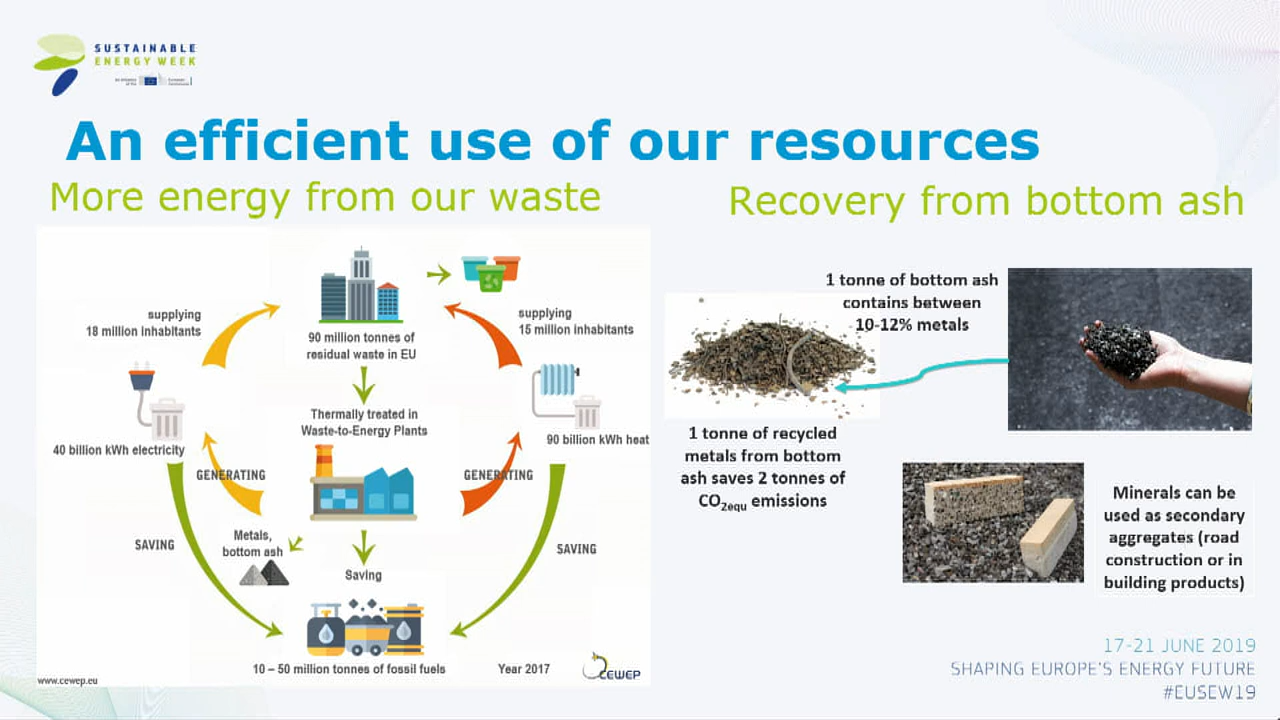 SUSTAINABLE
ENERGY WEEK
An efficient use of our resources
More energy from our waste
Recovery from bottom ash
supplying
18 million inhabitants
supplying
15 million inhabitants
90 million tonnes of
residual waste in EU
Thermally treated in
Waste-to-Energy Plants
40 billion kWh electricity
90 billion kWh heat
GENERATING
GENERATING
SAVING
Metals,
bottom ash
Saving
SAVING
10 – 50 million tonnes of fossil fuels
Year 2017
CEWEP
www.cewep.eu
1 tonne of bottom ash
contains between
10-12% metals
1 tonne of recycled
metals from bottom
ash saves 2 tonnes of
CO2equ emissions
Minerals can be
used as secondary
aggregates (road
construction or in
building products)
17-21 JUNE 2019
SHAPING EUROPE'S ENERGY FUTURE
#EUSEW19